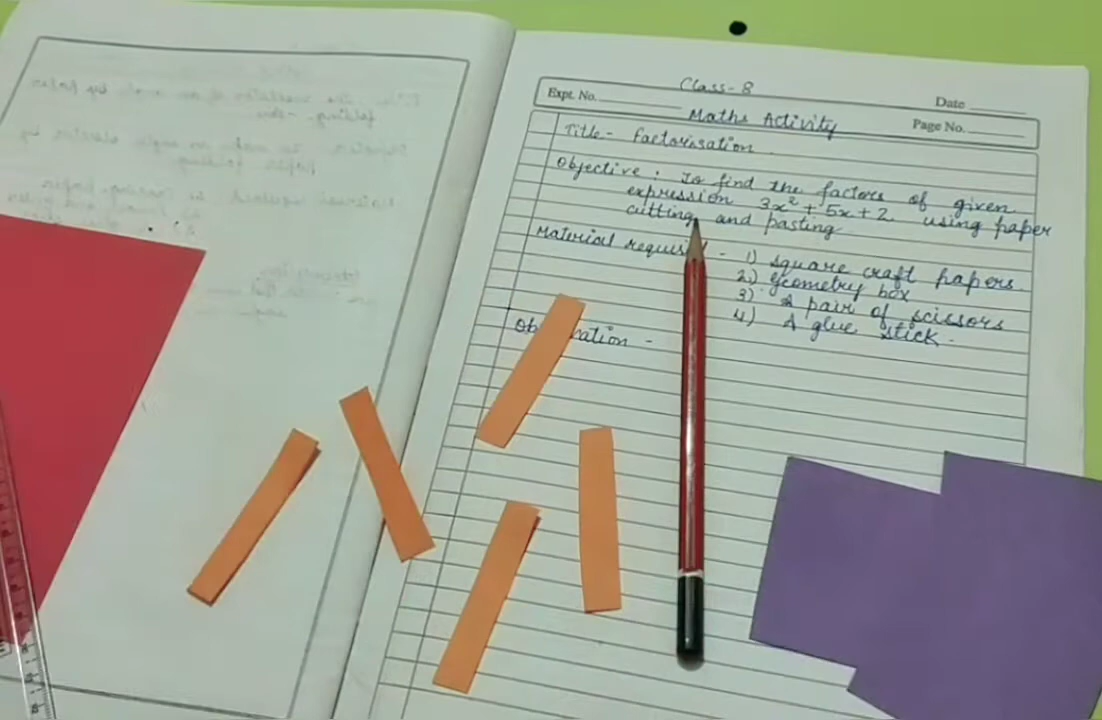 Class-8
Expt. No.
Date
Maths Activity
Page No.
Title- Factorisation
Objective: To find the factors of given
expression 3x² + 5x + 2 using paper
cutting and pasting
Material - 1) square craft papers
2) Geometry box
3) A pair of scissors
4) A glue stick.